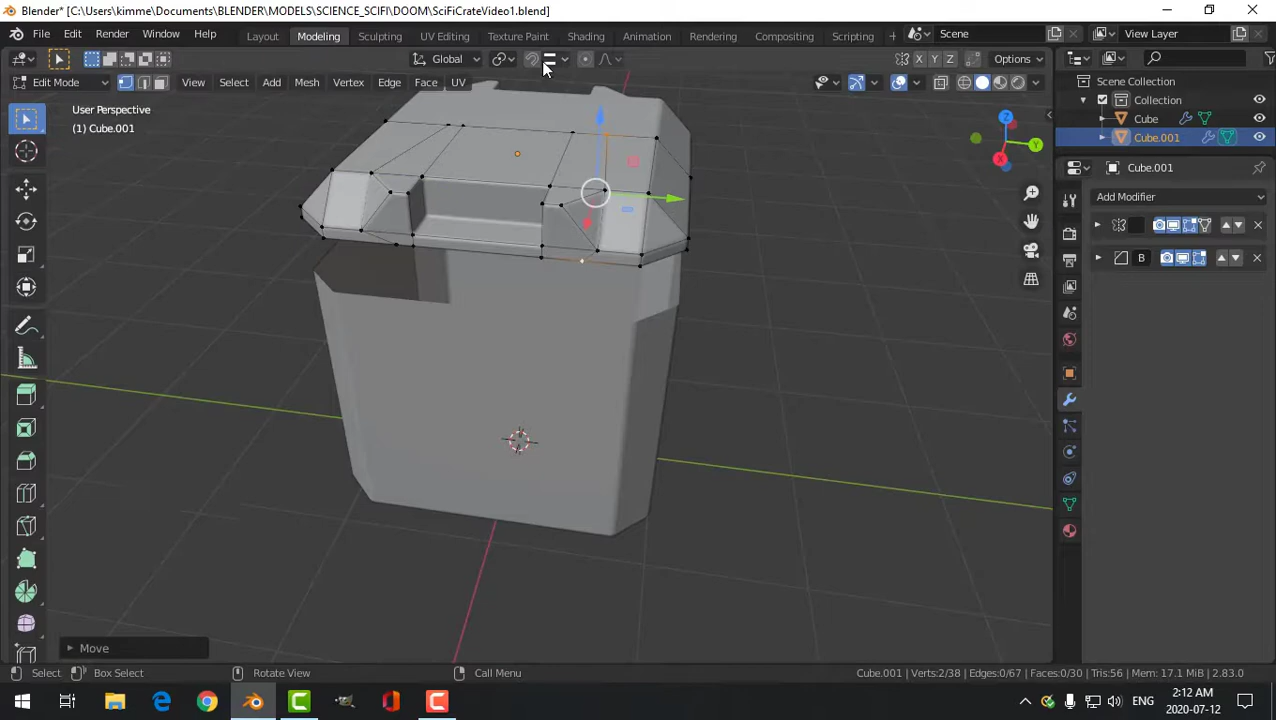 Blender* [C:\Users\kimme\Documents\BLENDER\MODELS\SCIENCE_SCIFI\DOOM\SciFiCrateVideo1.blend]
File Edit Render Window Help Layout Modeling Sculpting UV Editing Texture Paint Shading Animation Rendering Compositing Scripting Scene View Layer
Global X Y Z Options
Edit Mode View Select Add Mesh Vertex Edge Face UV
Scene Collection
User Perspective
(1) Cube.001
Collection
Cube
Cube.001
Z
Y
X
Cube.001
Add Modifier
B
Move
Select Box Select Rotate View Call Menu Cube.001 | Verts:2/38 | Edges:0/67 | Faces:0/30 | Tris:56 | Mem: 17.1 MiB | 2.83.0
ENG
2:12 AM
2020-07-12